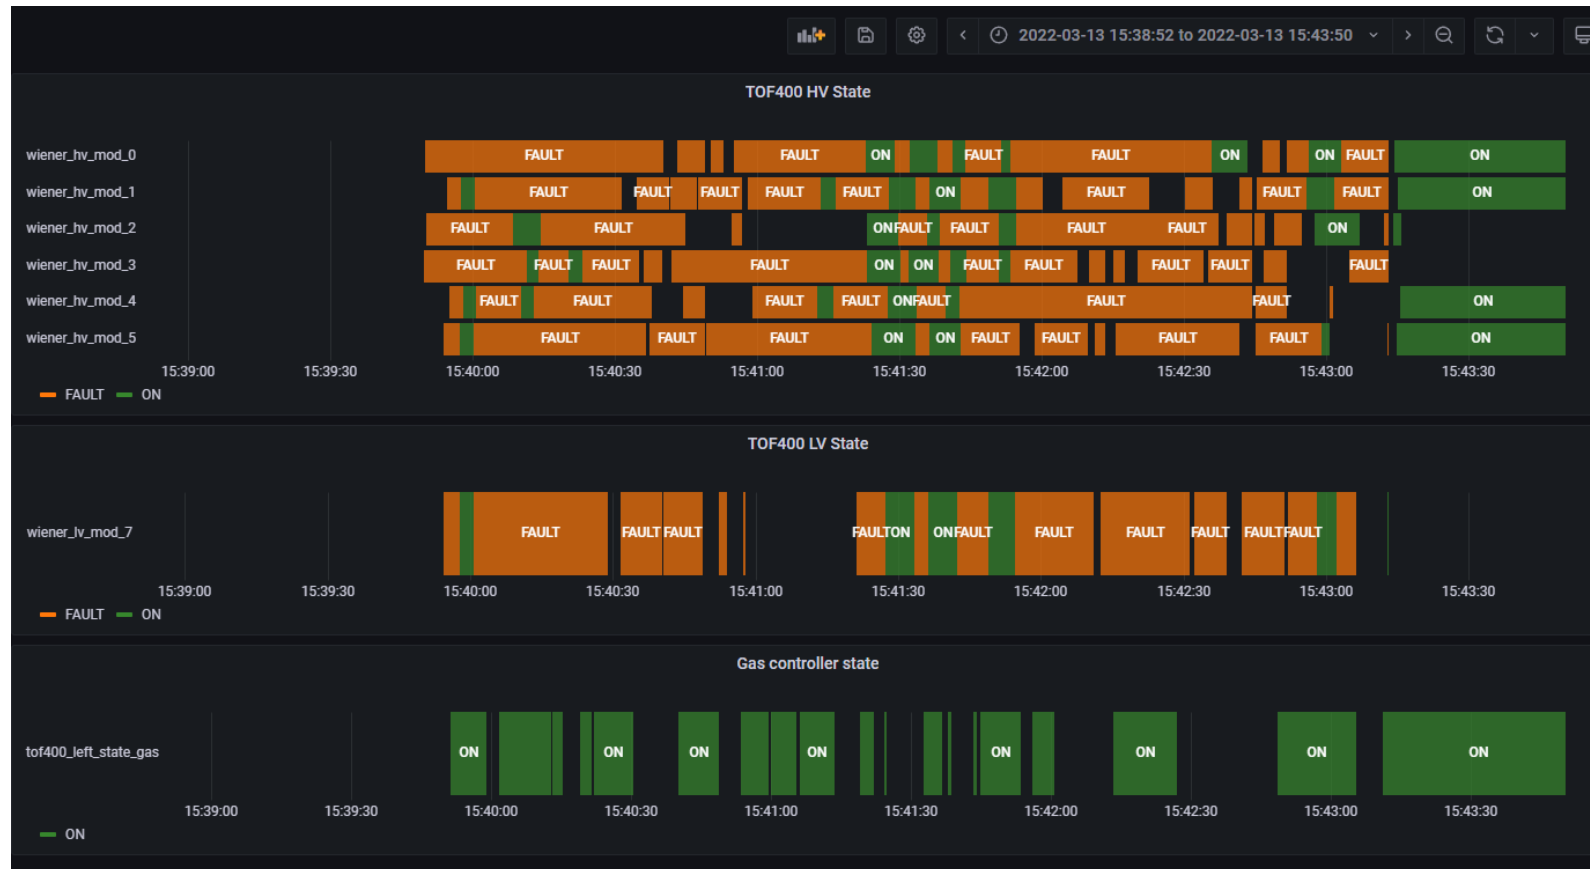 2022-03-13 15:38:52 to 2022-03-13 15:43:50
TOF400 HV State
wiener_hv_mod_0 FAULT FAULT ON FAULT FAULT ON ON FAULT ON
wiener_hv_mod_1 FAULT FAULT FAULT FAULT FAULT ON FAULT FAULT FAULT ON
wiener_hv_mod_2 FAULT FAULT ON FAULT FAULT FAULT FAULT ON
wiener_hv_mod_3 FAULT FAULT FAULT FAULT ON ON FAULT FAULT FAULT FAULT FAULT
wiener_hv_mod_4 FAULT FAULT FAULT FAULT ON FAULT FAULT FAULT ON
wiener_hv_mod_5 FAULT FAULT FAULT ON ON FAULT FAULT FAULT FAULT ON
15:39:00 15:39:30 15:40:00 15:40:30 15:41:00 15:41:30 15:42:00 15:42:30 15:43:00 15:43:30
FAULT ON
TOF400 LV State
wiener_lv_mod_7 FAULT FAULT FAULT FAULT ON ON FAULT FAULT FAULT FAULT FAULT FAULT
15:39:00 15:39:30 15:40:00 15:40:30 15:41:00 15:41:30 15:42:00 15:42:30 15:43:00 15:43:30
FAULT ON
Gas controller state
tof400_left_state_gas ON ON ON ON ON ON ON ON
15:39:00 15:39:30 15:40:00 15:40:30 15:41:00 15:41:30 15:42:00 15:42:30 15:43:00 15:43:30
ON